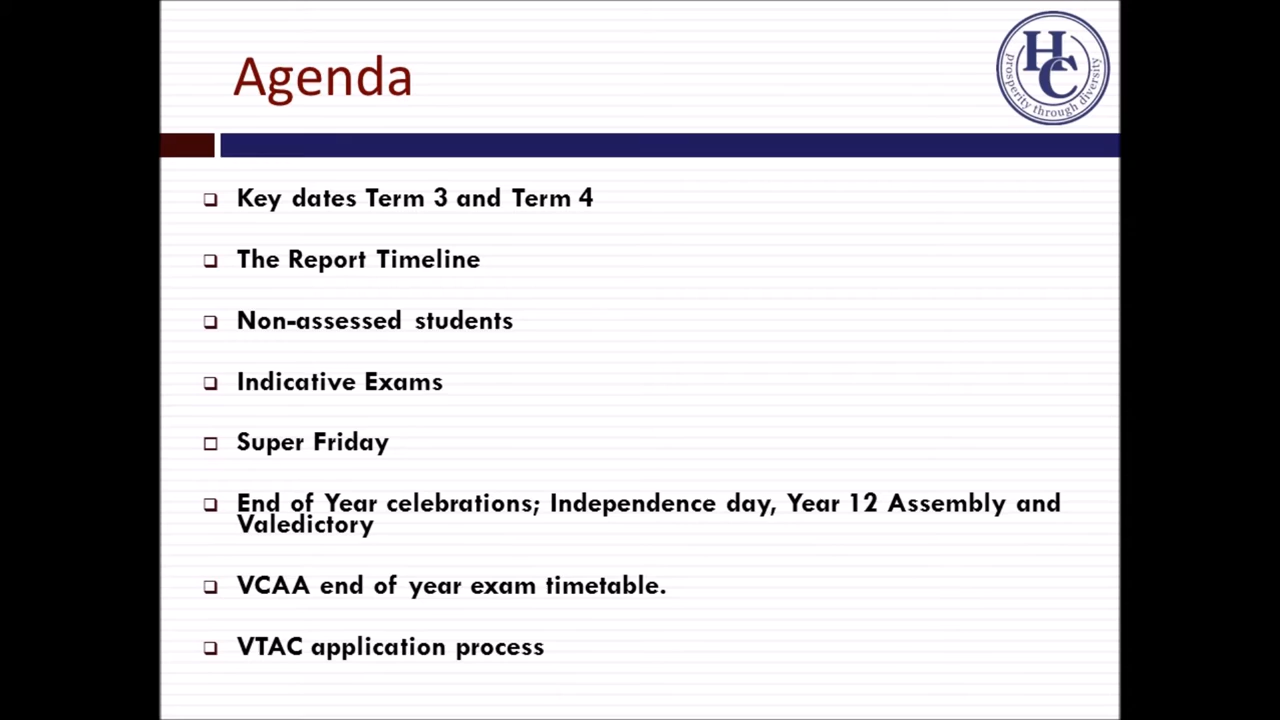 Agenda
HC
prosperity through diversity
Key dates Term 3 and Term 4
The Report Timeline
Non-assessed students
Indicative Exams
Super Friday
End of Year celebrations; Independence day, Year 12 Assembly and
Valedictory
VCAA end of year exam timetable.
VTAC application process